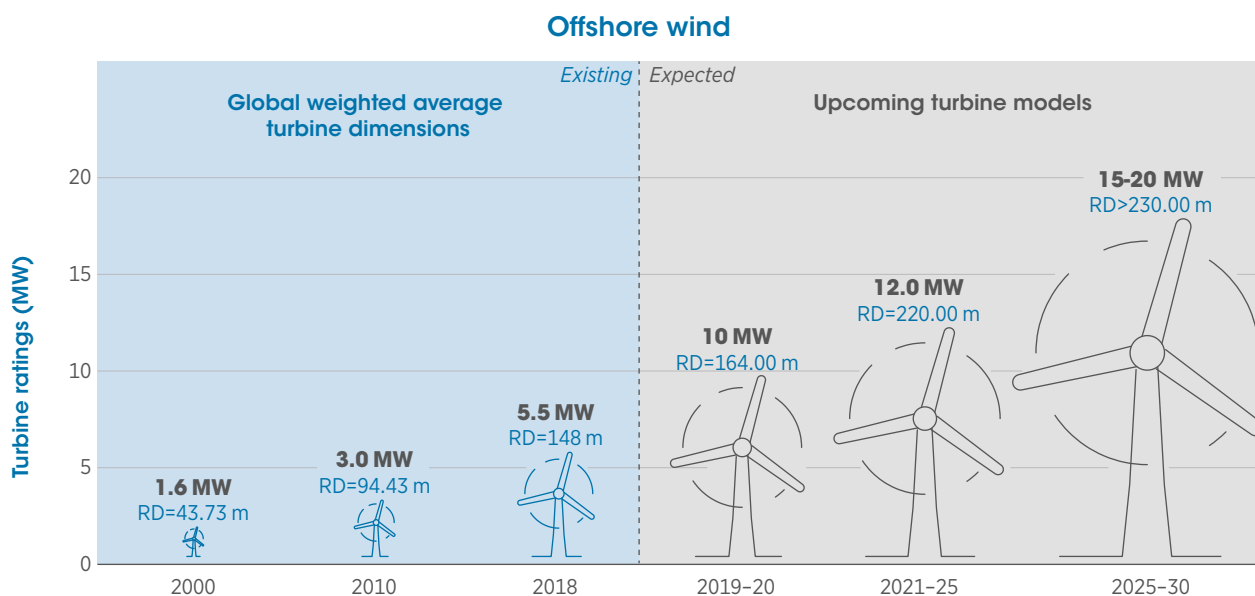 Offshore wind
Existing
Expected
Global weighted average
turbine dimensions
Upcoming turbine models
Turbine ratings (MW)
20
15
10
5
0
1.6 MW
RD=43.73 m
3.0 MW
RD=94.43 m
5.5 MW
RD=148 m
10 MW
RD=164.00 m
12.0 MW
RD=220.00 m
15-20 MW
RD>230.00 m
2000
2010
2018
2019–20
2021–25
2025–30